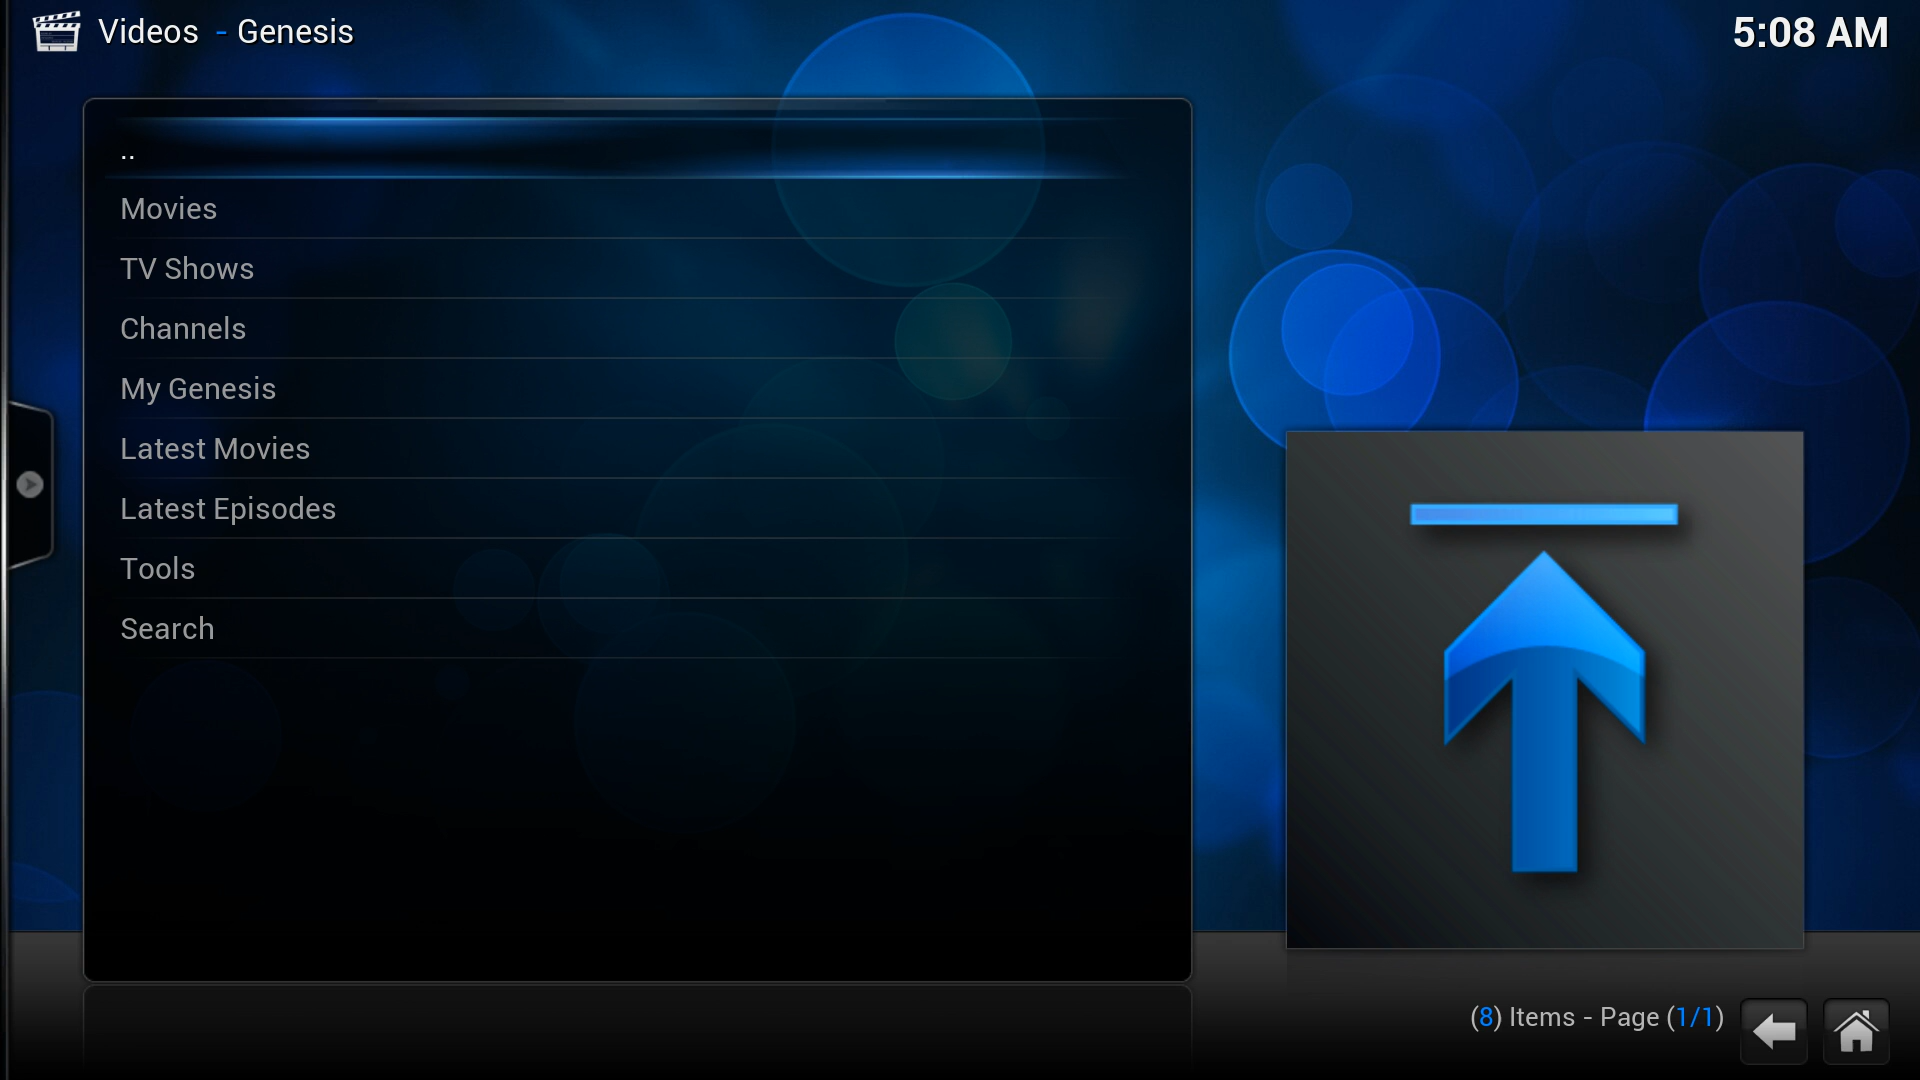 Videos - Genesis
5:08 AM
..
Movies
TV Shows
Channels
My Genesis
Latest Movies
Latest Episodes
Tools
Search
(8) Items - Page (1/1)